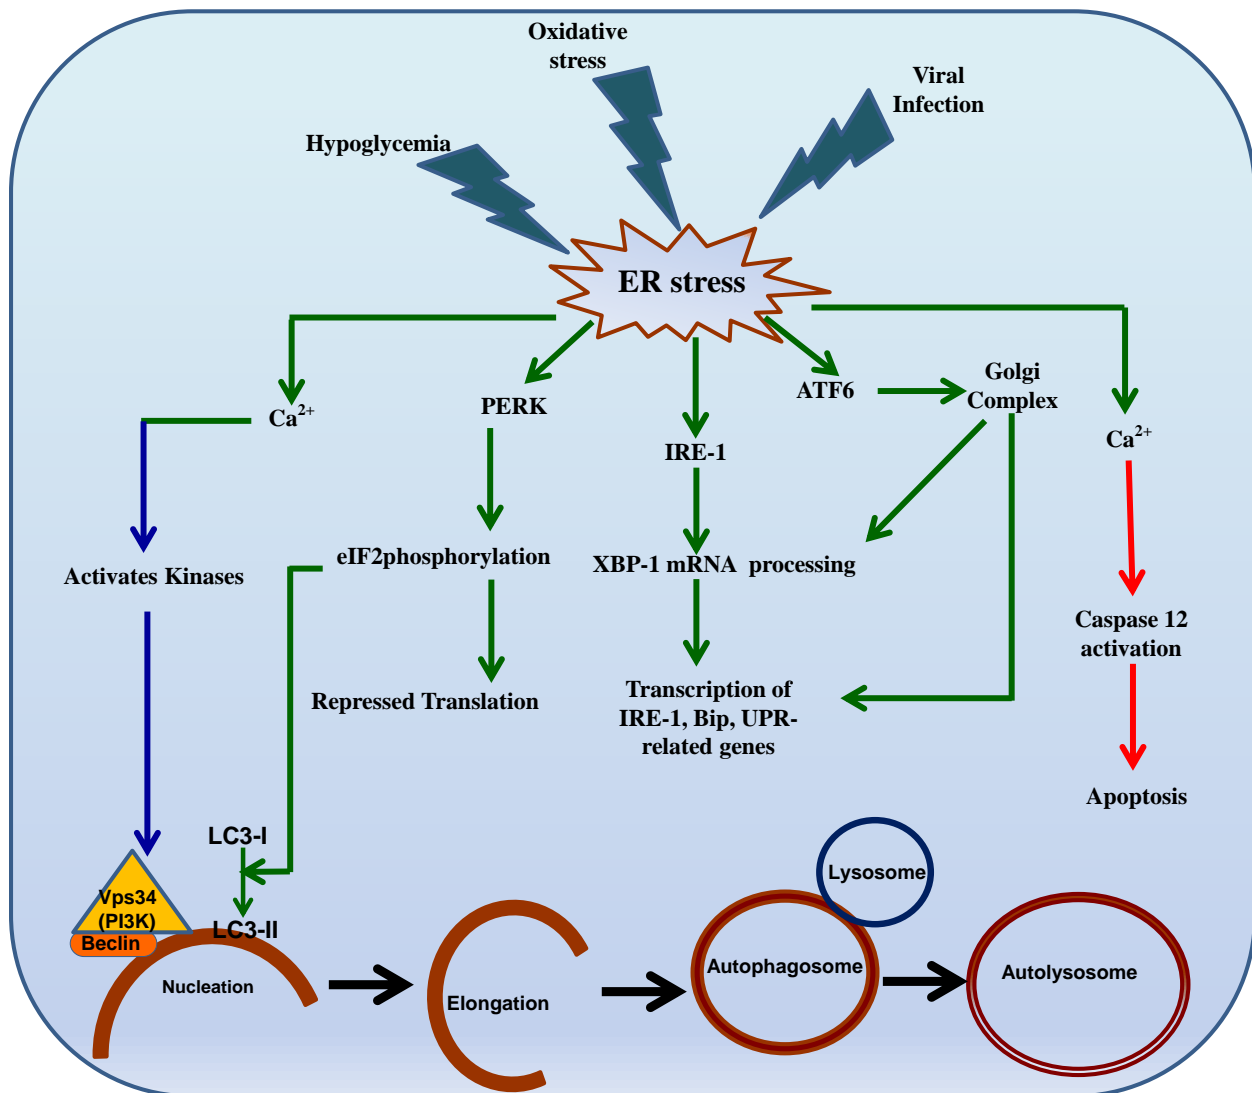 Oxidative
stress
Viral
Infection
Hypoglycemia
ER stress
Golgi
Complex
ATF6
PERK
Ca²⁺
Ca²⁺
IRE-1
eIF2phosphorylation
XBP-1 mRNA processing
Activates Kinases
Caspase 12
activation
Repressed Translation
Transcription of
IRE-1, Bip, UPR-
related genes
Apoptosis
LC3-I
Lysosome
Vps34
(PI3K)
Beclin
LC3-II
Nucleation
Elongation
Autophagosome
Autolysosome